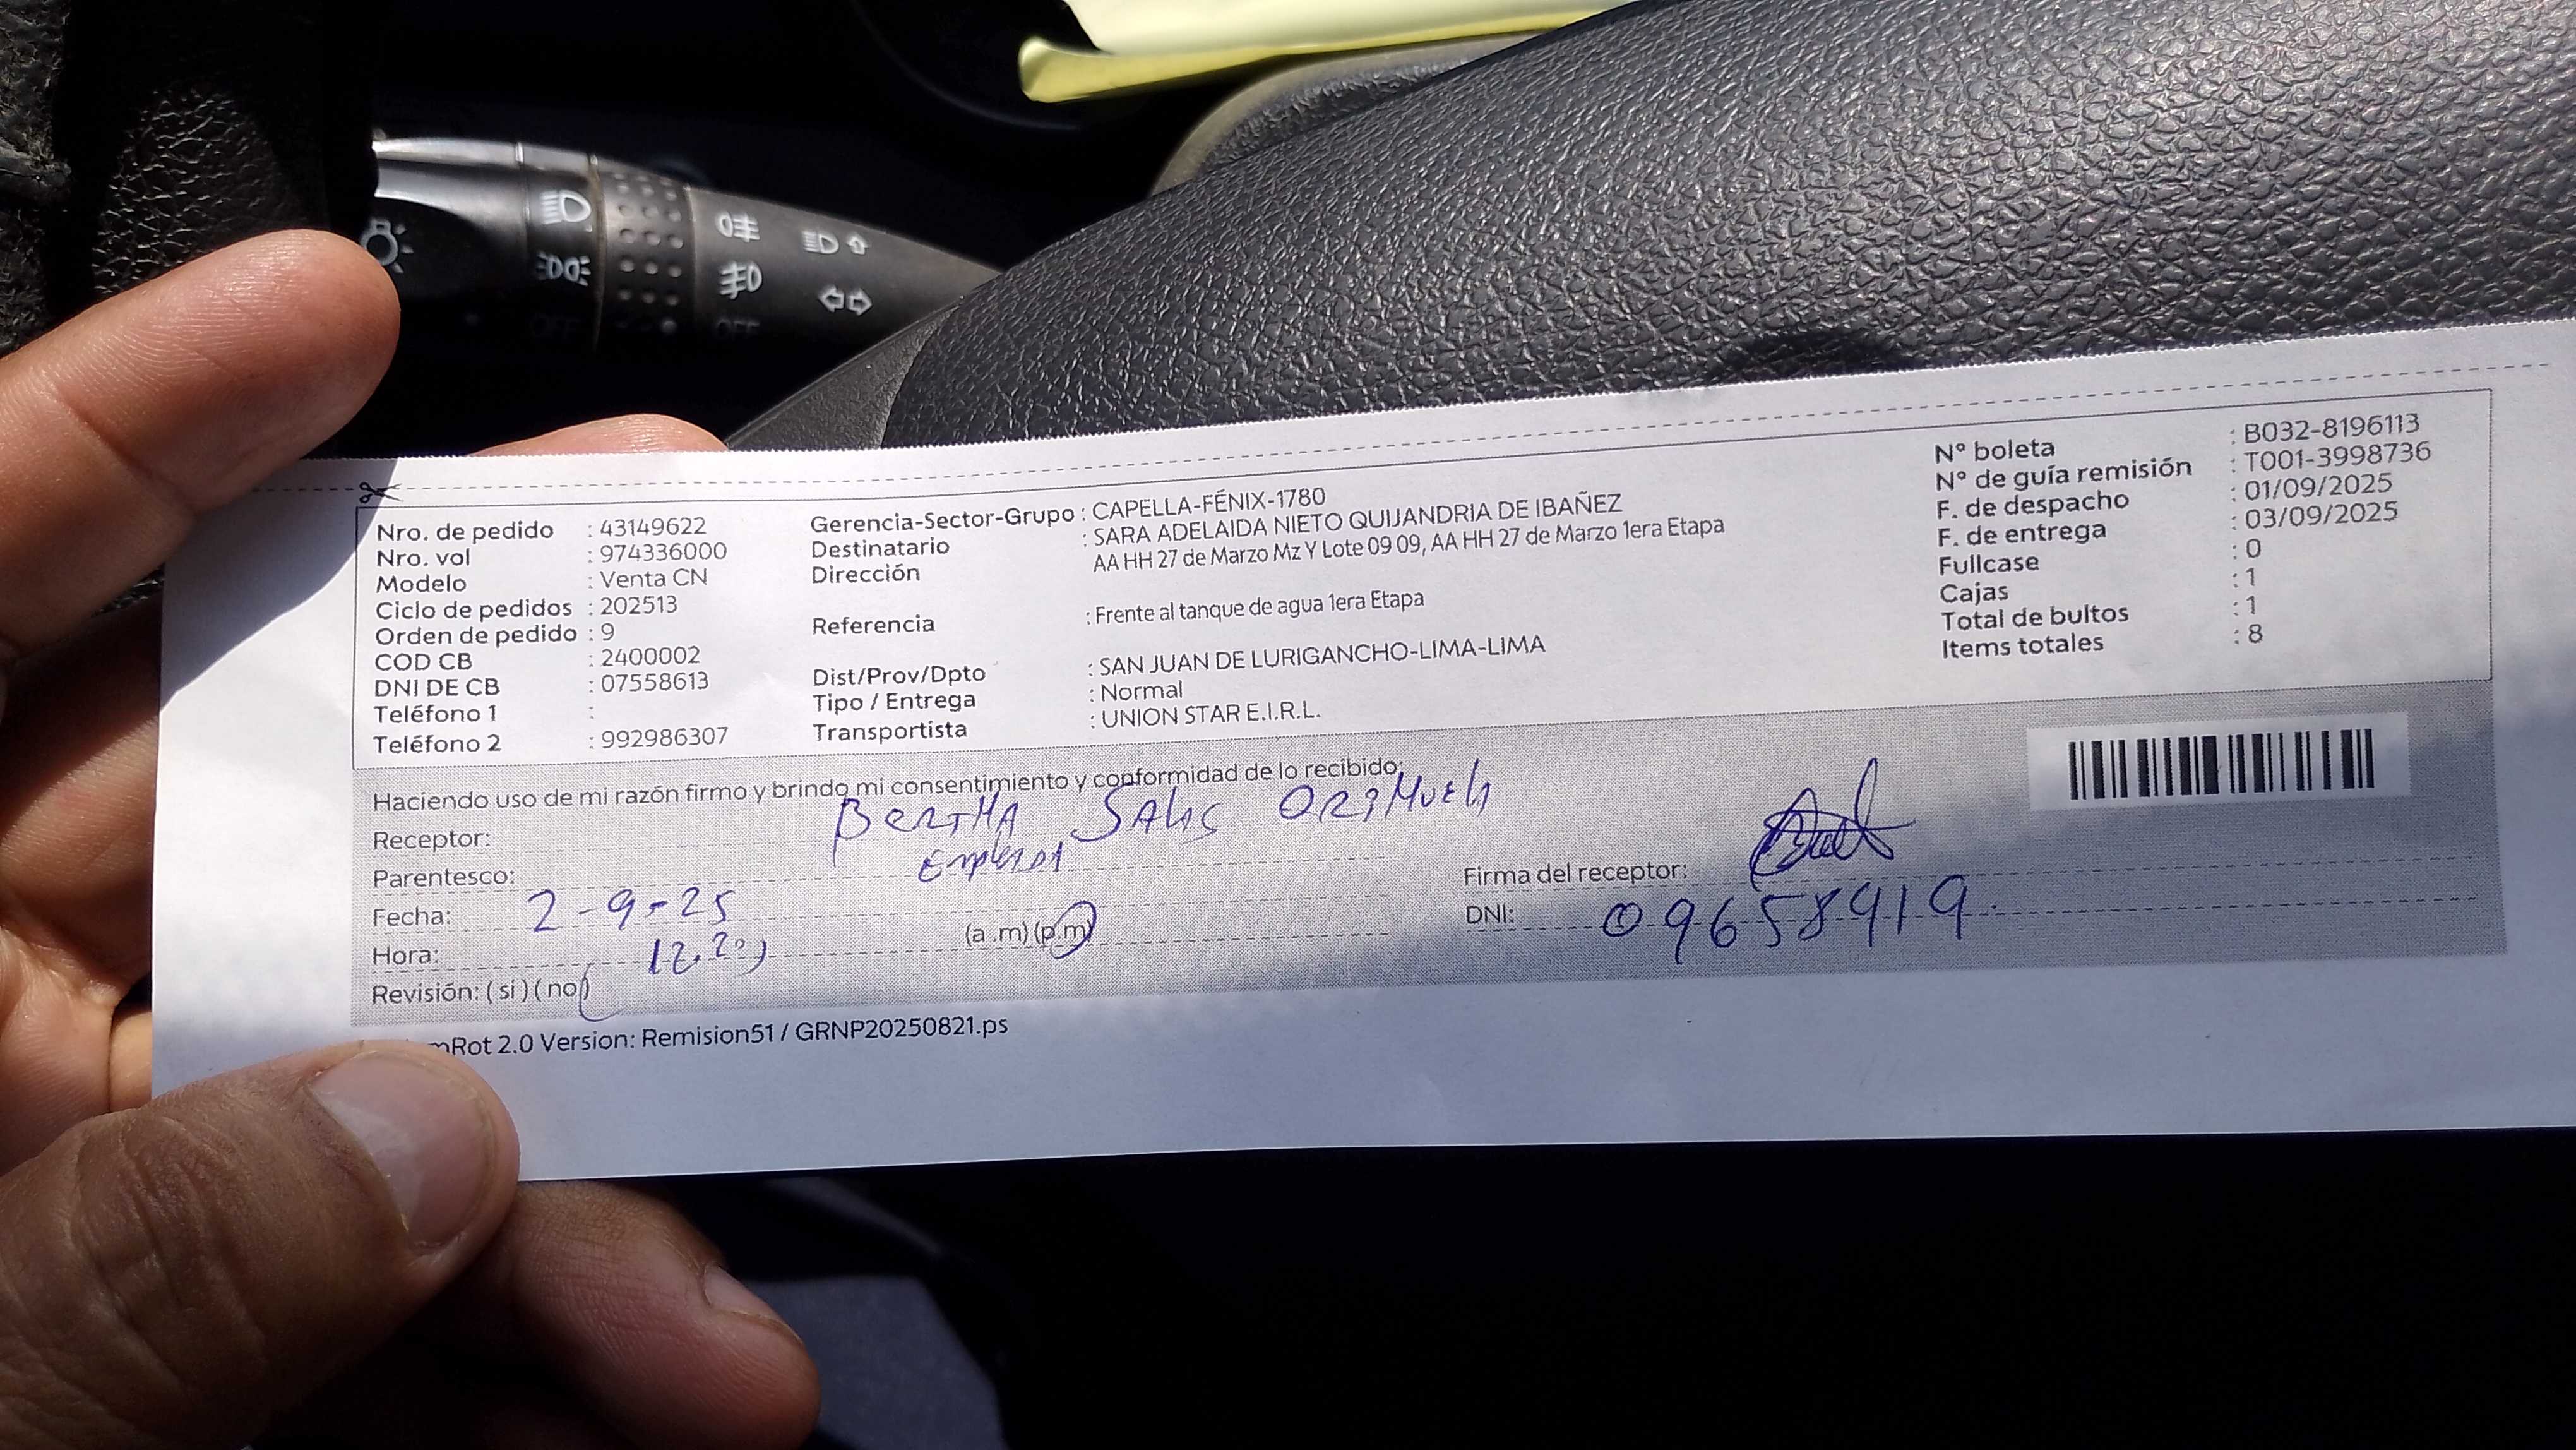 OFF
OFF
Nro. de pedido : 43149622
Nro. vol : 974336000
Modelo : Venta CN
Ciclo de pedidos : 202513
Orden de pedido : 9
COD CB : 2400002
DNI DE CB : 07558613
Teléfono 1 :
Teléfono 2 : 992986307
Gerencia-Sector-Grupo : CAPELLA-FÉNIX-1780
Destinatario : SARA ADELAIDA NIETO QUIJANDRIA DE IBAÑEZ
Dirección AA HH 27 de Marzo Mz Y Lote 09 09, AA HH 27 de Marzo 1era Etapa
Referencia : Frente al tanque de agua 1era Etapa
Dist/Prov/Dpto : SAN JUAN DE LURIGANCHO-LIMA-LIMA
Tipo / Entrega : Normal
Transportista : UNION STAR E.I.R.L.
N° boleta : B032-8196113
N° de guía remisión : T001-3998736
F. de despacho : 01/09/2025
F. de entrega : 03/09/2025
Fullcase : 0
Cajas : 1
Total de bultos : 1
Items totales : 8
Haciendo uso de mi razón firmo y brindo mi consentimiento y conformidad de lo recibido:
Receptor: BERTHA SALAS
Parentesco:
Fecha: 2-9-25
Hora: 12.20 (a .m) (p.m)
Revisión: ( si ) ( no )
Firma del receptor:
DNI: 09658919
mRot 2.0 Version: Remision51 / GRNP20250821.ps